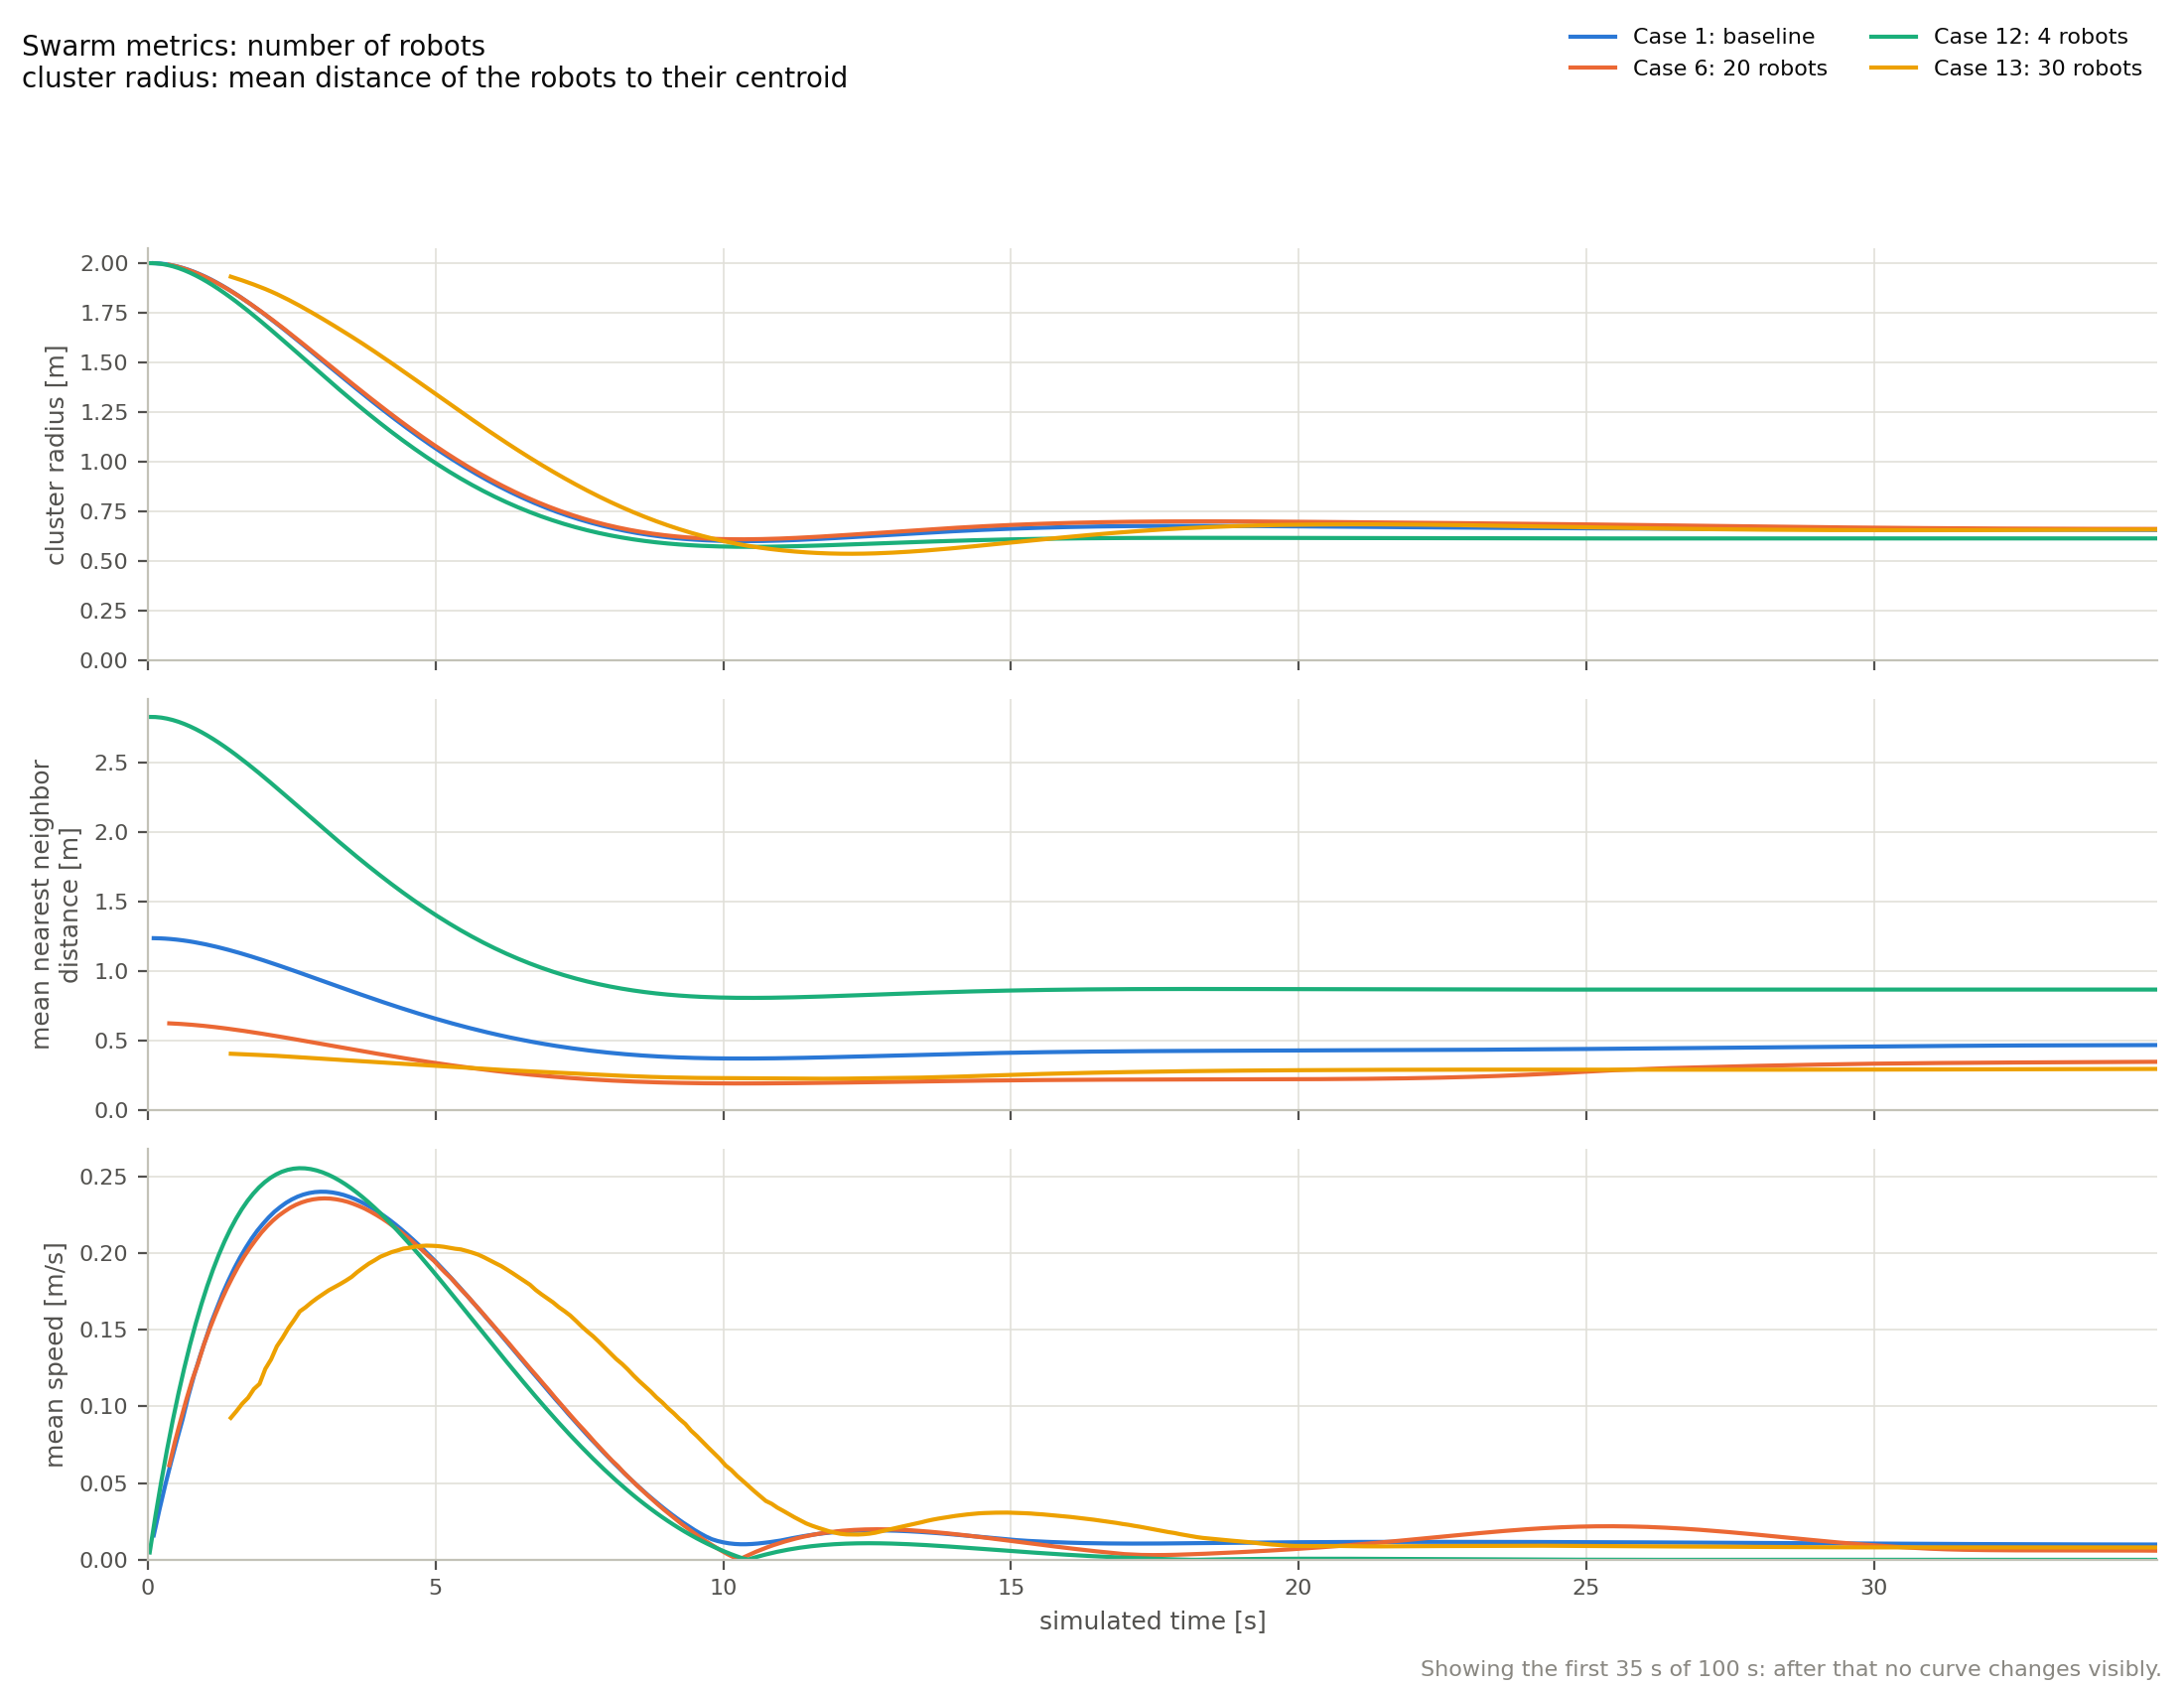 Swarm metrics: number of robots
cluster radius: mean distance of the robots to their centroid
Case 1: baseline
Case 6: 20 robots
Case 12: 4 robots
Case 13: 30 robots
cluster radius [m]
2.00
1.75
1.50
1.25
1.00
0.75
0.50
0.25
0.00
mean nearest neighbor
distance [m]
2.5
2.0
1.5
1.0
0.5
0.0
mean speed [m/s]
0.25
0.20
0.15
0.10
0.05
0.00
0 5 10 15 20 25 30
simulated time [s]
Showing the first 35 s of 100 s: after that no curve changes visibly.